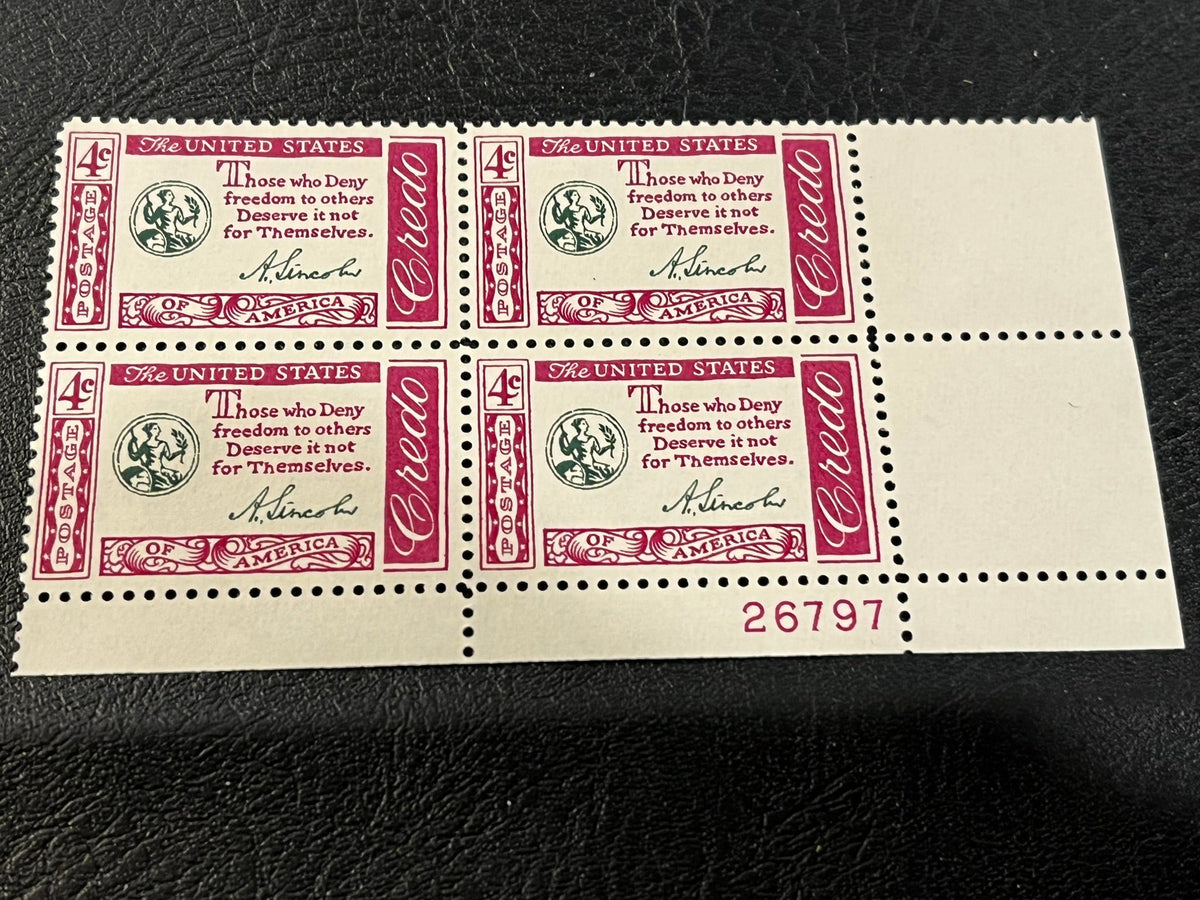 4c
The UNITED STATES
POSTAGE
Those who Deny
freedom to others
Deserve it not
for Themselves.
A. Lincoln
OF AMERICA
Credo
4c
The UNITED STATES
POSTAGE
Those who Deny
freedom to others
Deserve it not
for Themselves.
A. Lincoln
OF AMERICA
Credo
4c
The UNITED STATES
POSTAGE
Those who Deny
freedom to others
Deserve it not
for Themselves.
A. Lincoln
OF AMERICA
Credo
4c
The UNITED STATES
POSTAGE
Those who Deny
freedom to others
Deserve it not
for Themselves.
A. Lincoln
OF AMERICA
Credo
26797